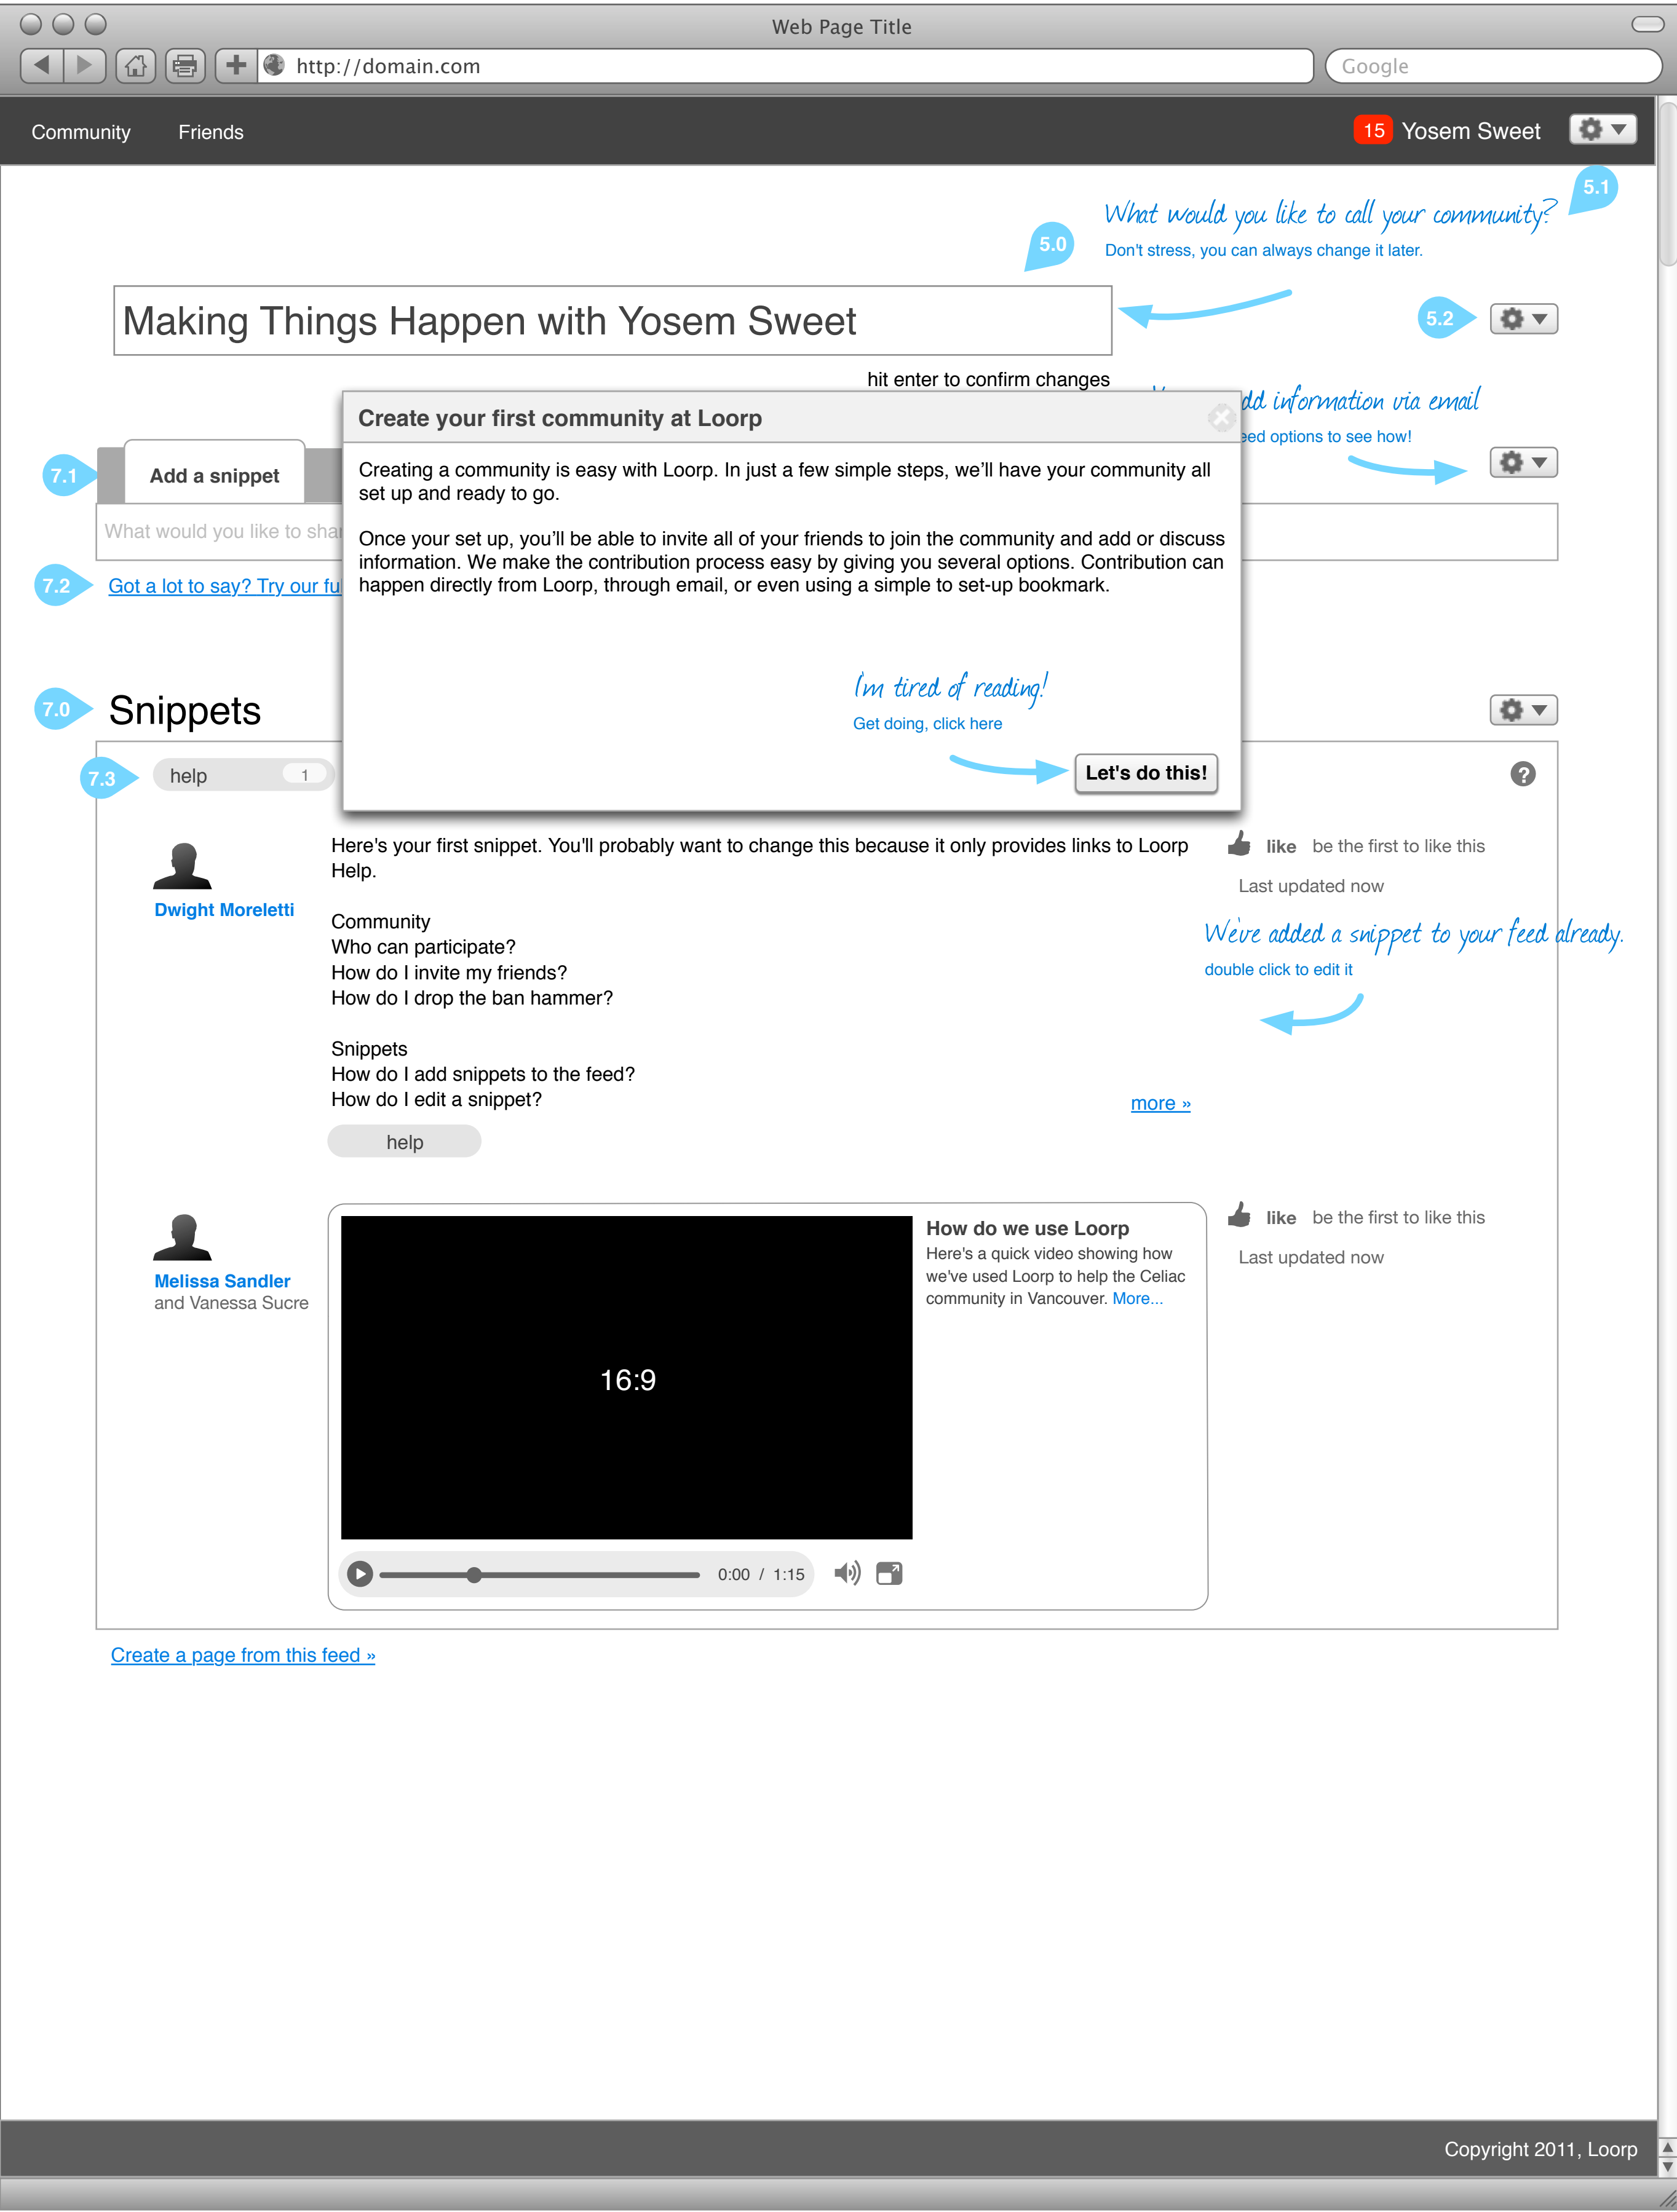 Web Page Title
http://domain.com
Google
Community Friends
15 Yosem Sweet
5.1
What would you like to call your community?
5.0
Don't stress, you can always change it later.
Making Things Happen with Yosem Sweet
5.2
hit enter to confirm changes
information via email
options to see how!
Create your first community at Loorp
7.1
Add a snippet
Creating a community is easy with Loorp. In just a few simple steps, we'll have your community all
set up and ready to go.
What would you like to
Once your set up, you'll be able to invite all of your friends to join the community and add or discuss
information. We make the contribution process easy by giving you several options. Contribution can
happen directly from Loorp, through email, or even using a simple to set-up bookmark.
7.2
Got a lot to say? Try our
I'm tired of reading!
Get doing, click here
Let's do this!
7.0
Snippets
7.3
help 1
?
Here's your first snippet. You'll probably want to change this because it only provides links to Loorp
Help.
like be the first to like this
Last updated now
Dwight Moreletti
Community
Who can participate?
How do I invite my friends?
How do I drop the ban hammer?
We've added a snippet to your feed already.
double click to edit it
Snippets
How do I add snippets to the feed?
How do I edit a snippet?
more »
help
Melissa Sandler
and Vanessa Sucre
16:9
How do we use Loorp
Here's a quick video showing how
we've used Loorp to help the Celiac
community in Vancouver. More...
like be the first to like this
Last updated now
0:00 / 1:15
Create a page from this feed »
Copyright 2011, Loorp